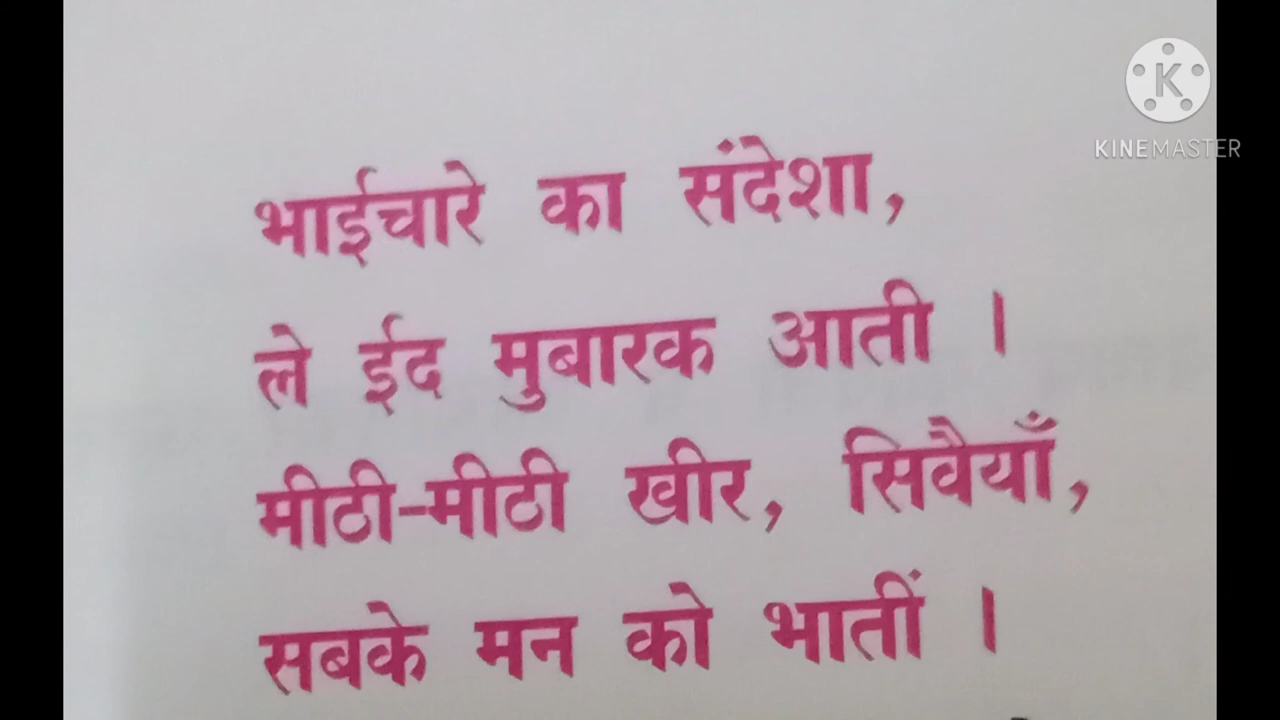 K
KINEMASTER
भाईचारे का संदेशा,
ले ईद मुबारक आती ।
मीठी-मीठी खीर, सिवैयाँ,
सबके मन को भातीं ।